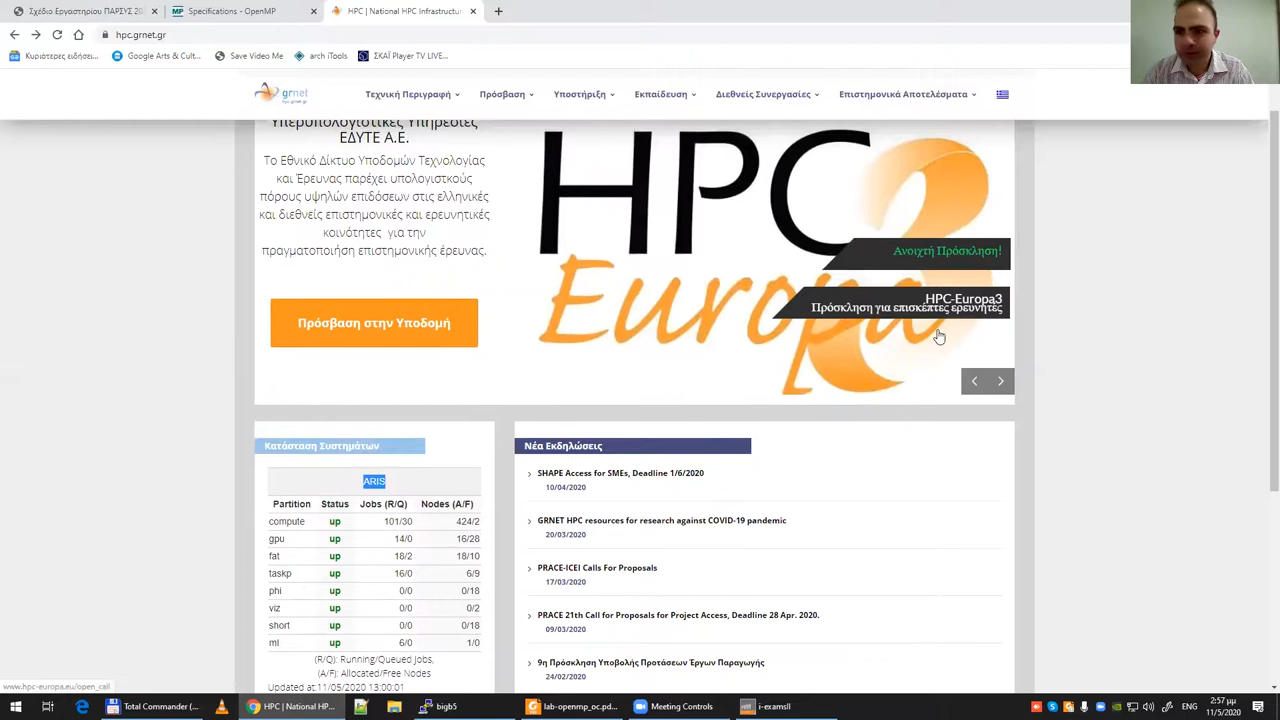 Σχέδιο Εργαστηρίου ΠΑΡΣΥΣ 20
Specifications - OpenMP
HPC | National HPC Infrastructu
hpc.grnet.gr
Κυριότερες ειδήσει...
Google Arts & Cult...
Save Video Me
arch iTools
ΣΚΑΪ Player TV LIVE...
grnet
hpc.grnet.gr
Τεχνική Περιγραφή
Πρόσβαση
Υποστήριξη
Εκπαίδευση
Διεθνείς Συνεργασίες
Επιστημονικά Αποτελέσματα
Υπερυπολογιστικές Υπηρεσίες
ΕΔΥΤΕ Α.Ε.
Το Εθνικό Δίκτυο Υποδομών Τεχνολογίας
και Έρευνας παρέχει υπολογιστικούς
πόρους υψηλών επιδόσεων στις ελληνικές
και διεθνείς επιστημονικές και ερευνητικές
κοινότητες για την
πραγματοποίηση επιστημονικής έρευνας.
Πρόσβαση στην Υποδομή
HPC
Europa
3
Ανοιχτή Πρόσκληση!
HPC-Europa3
Πρόσκληση για επισκέπτες ερευνητές
Κατάσταση Συστημάτων
ARIS
Partition Status Jobs (R/Q) Nodes (A/F)
compute up 101/30 424/2
gpu up 14/0 16/28
fat up 18/2 18/10
taskp up 16/0 6/9
phi up 0/0 0/18
viz up 0/0 0/2
short up 0/0 0/18
ml up 6/0 1/0
(R/Q): Running/Queued Jobs,
(A/F): Allocated/Free Nodes
Updated at:11/05/2020 13:00:01
Νέα Εκδηλώσεις
SHAPE Access for SMEs, Deadline 1/6/2020
10/04/2020
GRNET HPC resources for research against COVID-19 pandemic
20/03/2020
PRACE-ICEI Calls For Proposals
17/03/2020
PRACE 21th Call for Proposals for Project Access, Deadline 28 Apr. 2020.
09/03/2020
9η Πρόσκληση Υποβολής Προτάσεων Έργων Παραγωγής
24/02/2020
www.hpc-europa.eu/open_call
Total Commander (...
HPC | National HP...
big5
lab-openmp_oc.pd...
Meeting Controls
i-examsll
ENG
2:57 μμ
11/5/2020